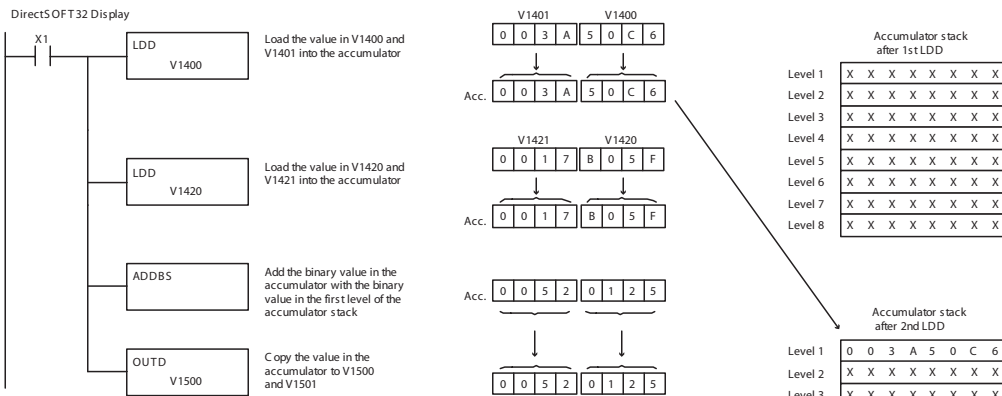 DirectSOFT32 Display
X1
LDD
V1400
Load the value in V1400 and
V1401 into the accumulator
V1401 V1400
0 0 3 A 5 0 C 6
Acc. 0 0 3 A 5 0 C 6
LDD
V1420
Load the value in V1420 and
V1421 into the accumulator
V1421 V1420
0 0 1 7 B 0 5 F
Acc. 0 0 1 7 B 0 5 F
ADDBS
Add the binary value in the
accumulator with the binary
value in the first level of the
accumulator stack
Acc. 0 0 5 2 0 1 2 5
OUTD
V1500
Copy the value in the
accumulator to V1500
and V1501
0 0 5 2 0 1 2 5
Accumulator stack
after 1st LDD
Level 1 X X X X X X X X
Level 2 X X X X X X X X
Level 3 X X X X X X X X
Level 4 X X X X X X X X
Level 5 X X X X X X X X
Level 6 X X X X X X X X
Level 7 X X X X X X X X
Level 8 X X X X X X X X
Accumulator stack
after 2nd LDD
Level 1 0 0 3 A 5 0 C 6
Level 2 X X X X X X X X
Level 3 X X X X X X X X